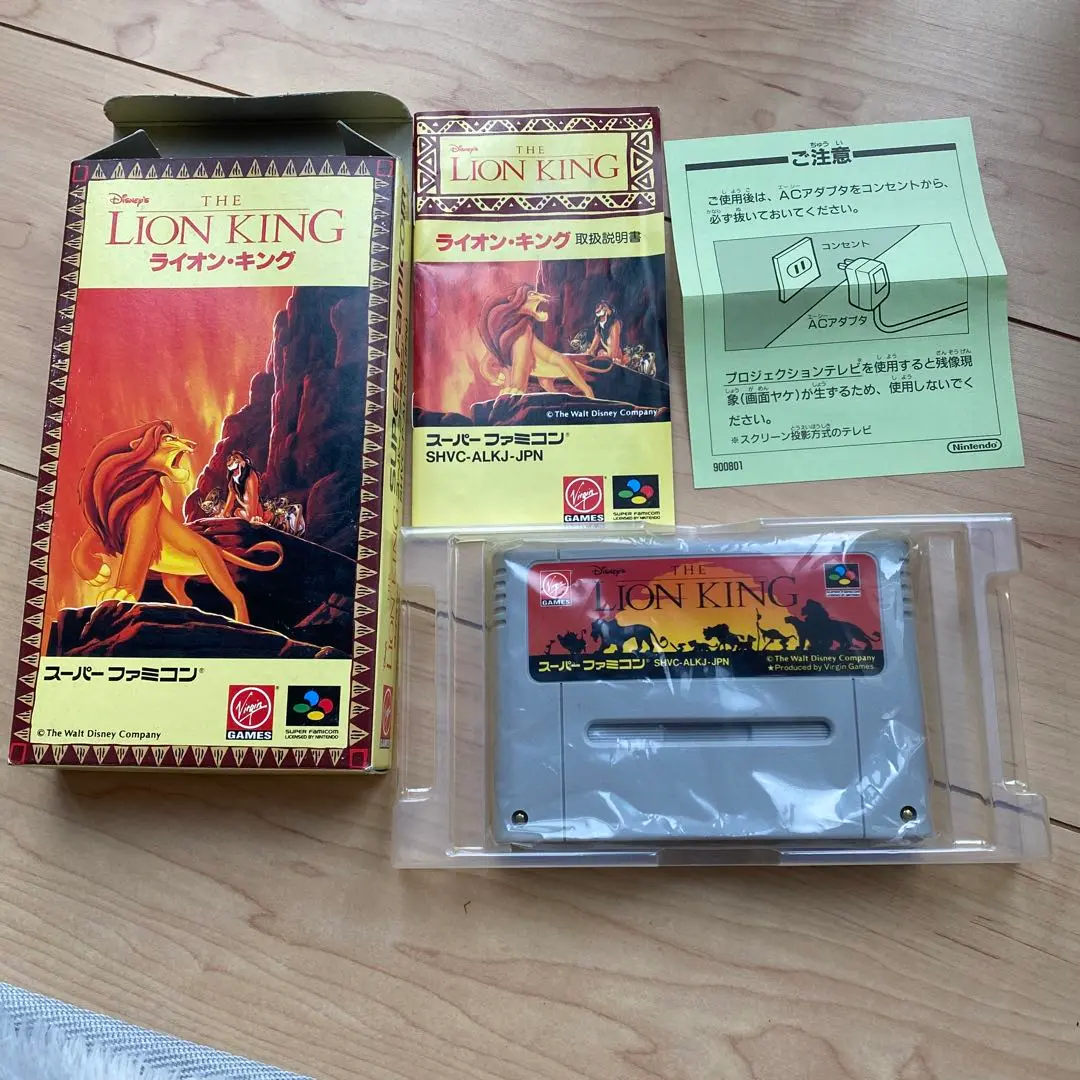 Disney's
THE
LION KING
ライオン・キング
スーパー ファミコン®
Virgin
GAMES
SUPER FAMICOM
LICENSED BY NINTENDO
©The Walt Disney Company
SUPER FAMICOM
Disney's
THE
LION KING
ライオン・キング 取扱説明書
©The Walt Disney Company
スーパー ファミコン®
SHVC-ALKJ-JPN
Virgin
GAMES
SUPER FAMICOM
LICENSED BY NINTENDO
ご注意
ご使用後は、ACアダプタをコンセントから、
必ず抜いておいてください。
コンセント
ACアダプタ
プロジェクションテレビを使用すると残像現
象(画面ヤケ)が生ずるため、使用しないでく
ださい。
※スクリーン投影方式のテレビ
Nintendo
900801
Disney's
THE
LION KING
Virgin
GAMES
スーパー ファミコン® SHVC-ALKJ-JPN
©The Walt Disney Company
★Produced by Virgin Games.